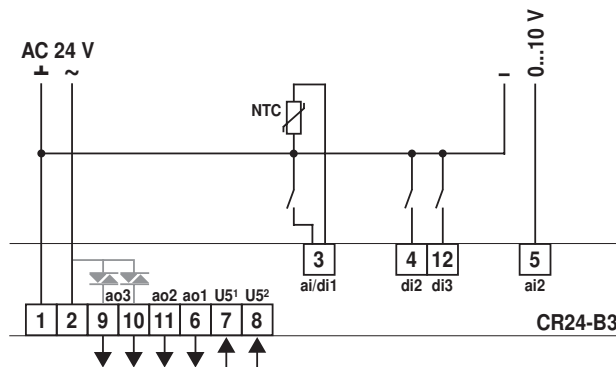 AC 24 V
⊥ ~
– 0...10 V
NTC
3 4 12 5
ai/di1 di2 di3 ai2
ao3 ao2 ao1 U5¹ U5²
1 2 9 10 11 6 7 8
CR24-B3